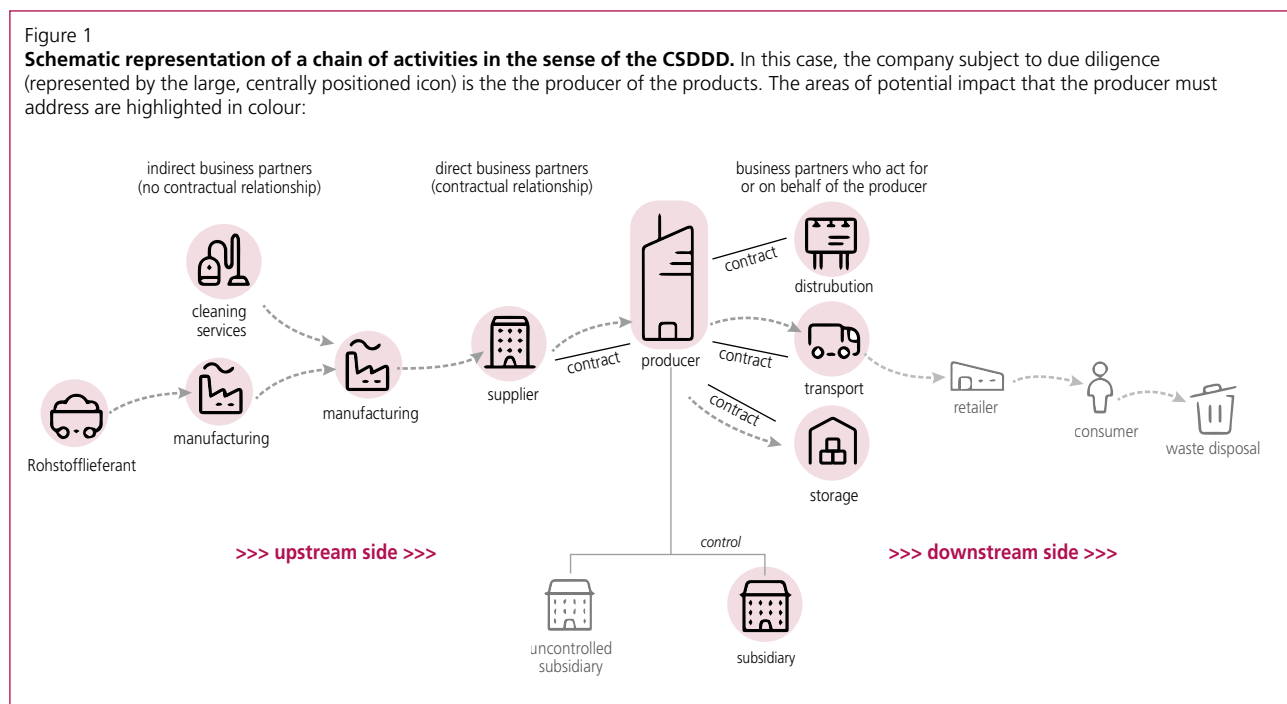 Figure 1
Schematic representation of a chain of activities in the sense of the CSDDD. In this case, the company subject to due diligence
(represented by the large, centrally positioned icon) is the the producer of the products. The areas of potential impact that the producer must
address are highlighted in colour:
indirect business partners
(no contractual relationship)
direct business partners
(contractual relationship)
business partners who act for
or on behalf of the producer
cleaning
services
Rohstofflieferant
manufacturing
manufacturing
supplier
contract
producer
contract
distrubution
contract
transport
contract
storage
retailer
consumer
waste disposal
>>> upstream side >>>
control
>>> downstream side >>>
uncontrolled
subsidiary
subsidiary